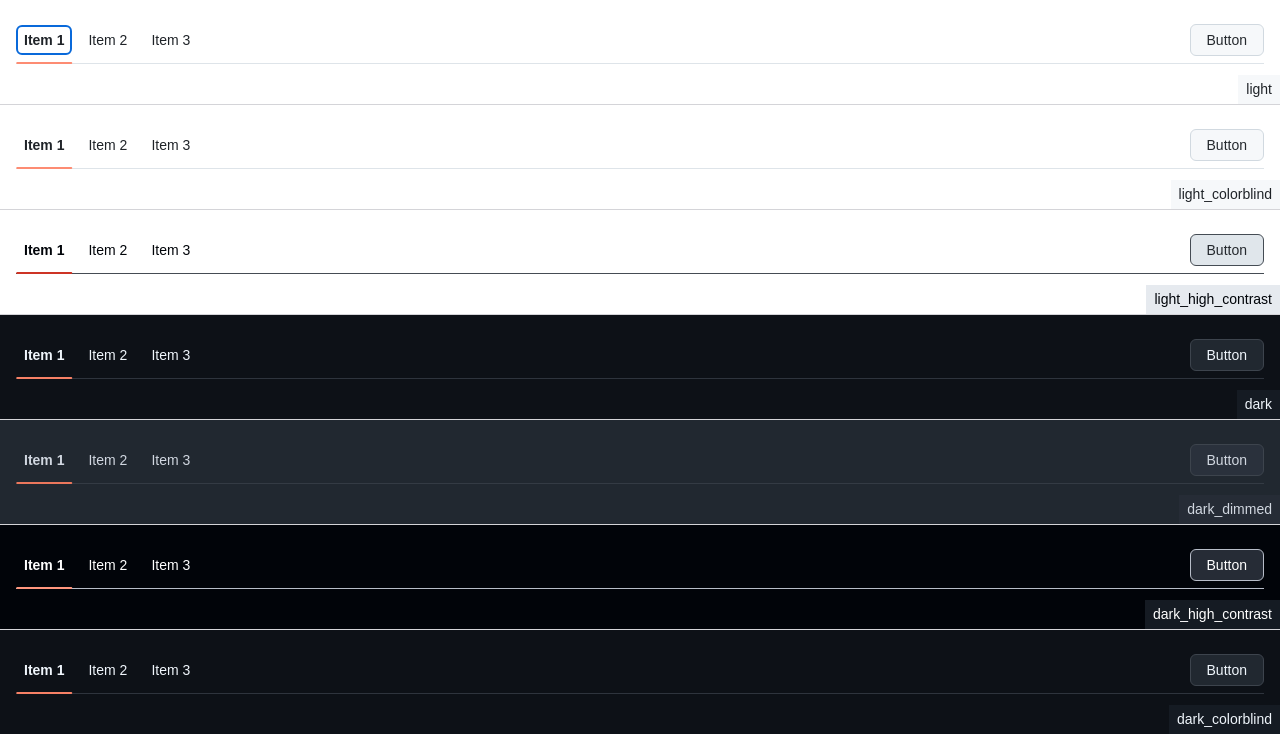 Item 1 Item 2 Item 3 Button
light
Item 1 Item 2 Item 3 Button
light_colorblind
Item 1 Item 2 Item 3 Button
light_high_contrast
Item 1 Item 2 Item 3 Button
dark
Item 1 Item 2 Item 3 Button
dark_dimmed
Item 1 Item 2 Item 3 Button
dark_high_contrast
Item 1 Item 2 Item 3 Button
dark_colorblind